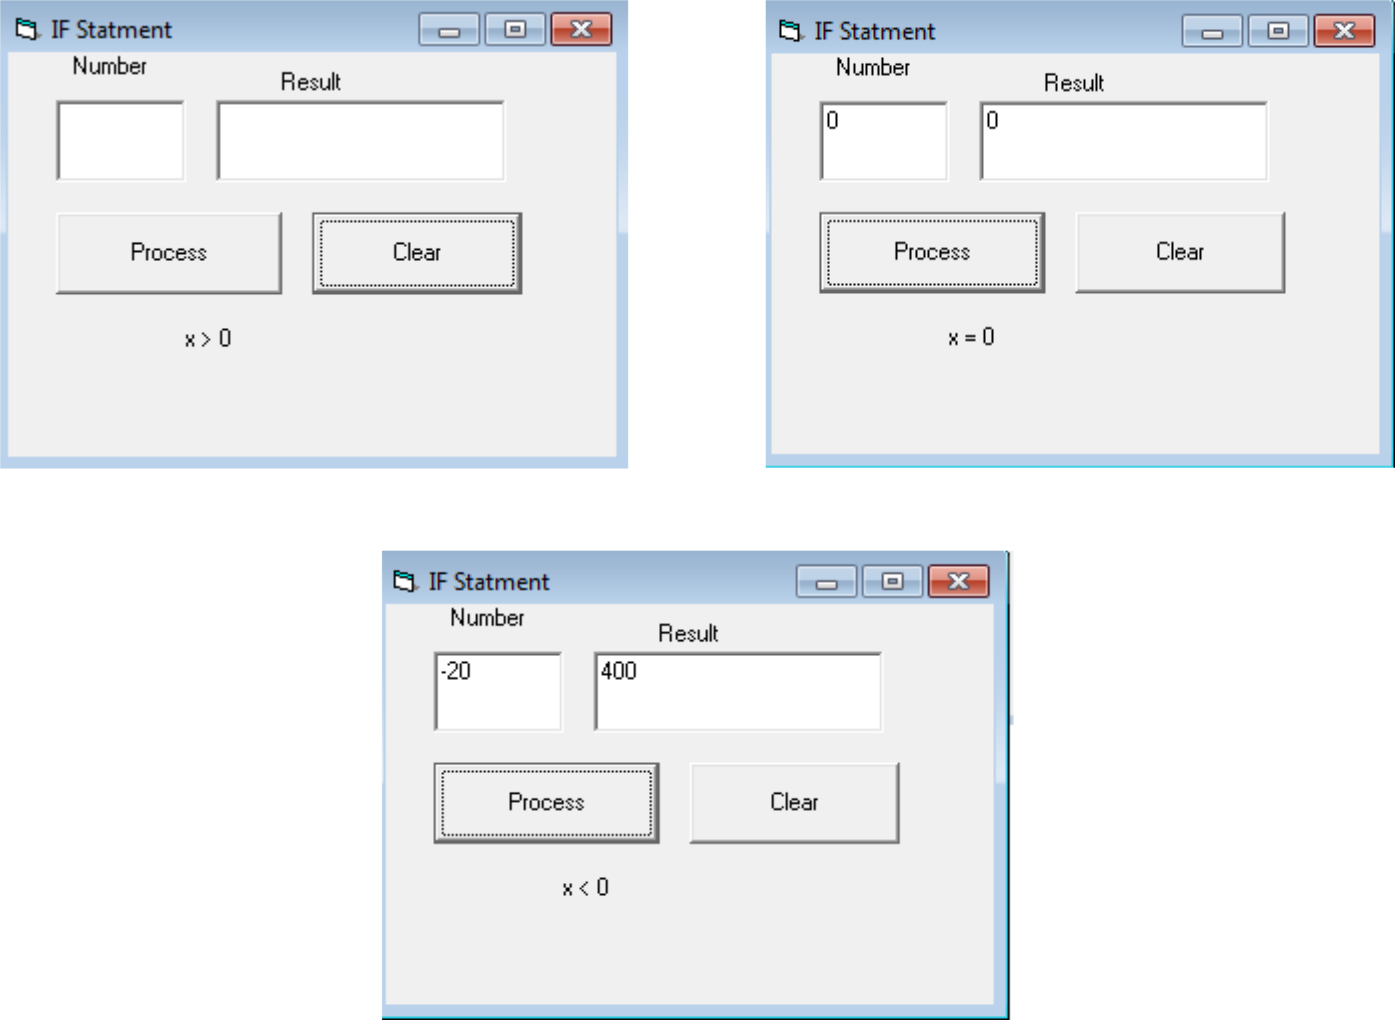 IF Statment
Number
Result
Process
Clear
x > 0
IF Statment
Number
Result
0
0
Process
Clear
x = 0
IF Statment
Number
Result
-20
400
Process
Clear
x < 0